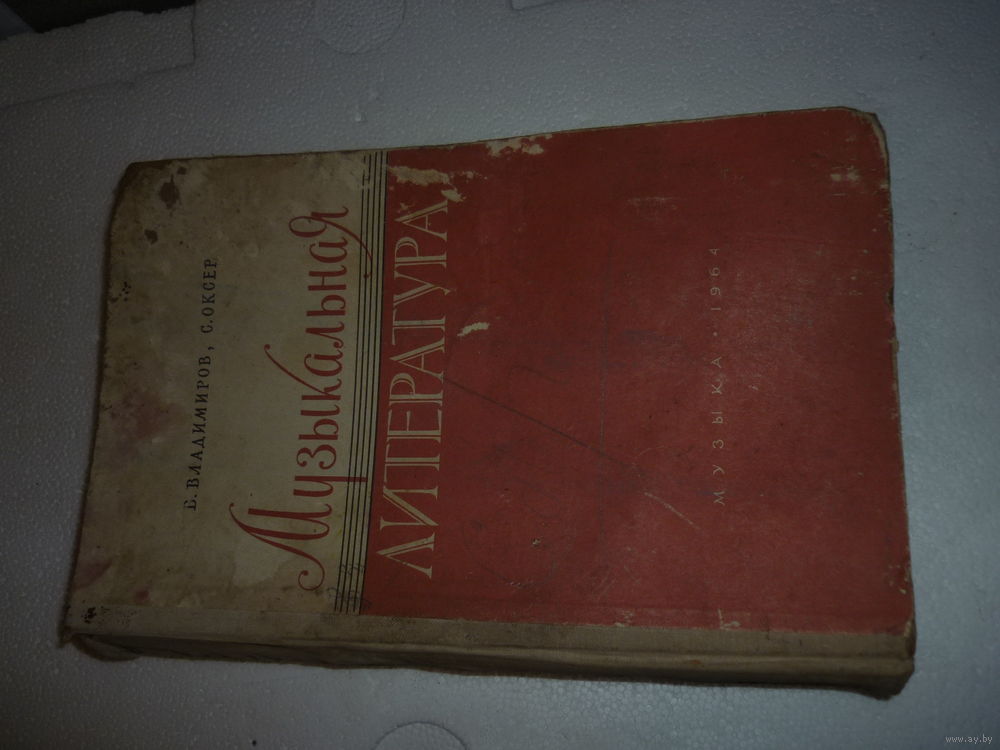 В. ВЛАДИМИРОВ, С. ОКСЕР
Музыкальная
ЛИТЕРАТУРА
МУЗЫКА · 1964
www.ay.by